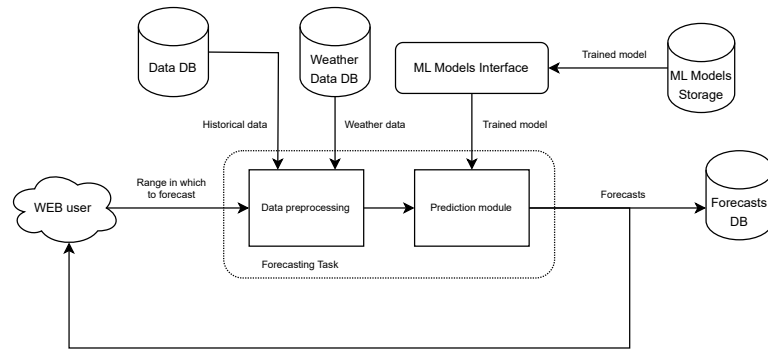 Data DB
Weather
Data DB
ML Models Interface
Trained model
ML Models
Storage
Historical data
Weather data
Trained model
WEB user
Range in which
to forecast
Data preprocessing
Prediction module
Forecasts
Forecasts
DB
Forecasting Task